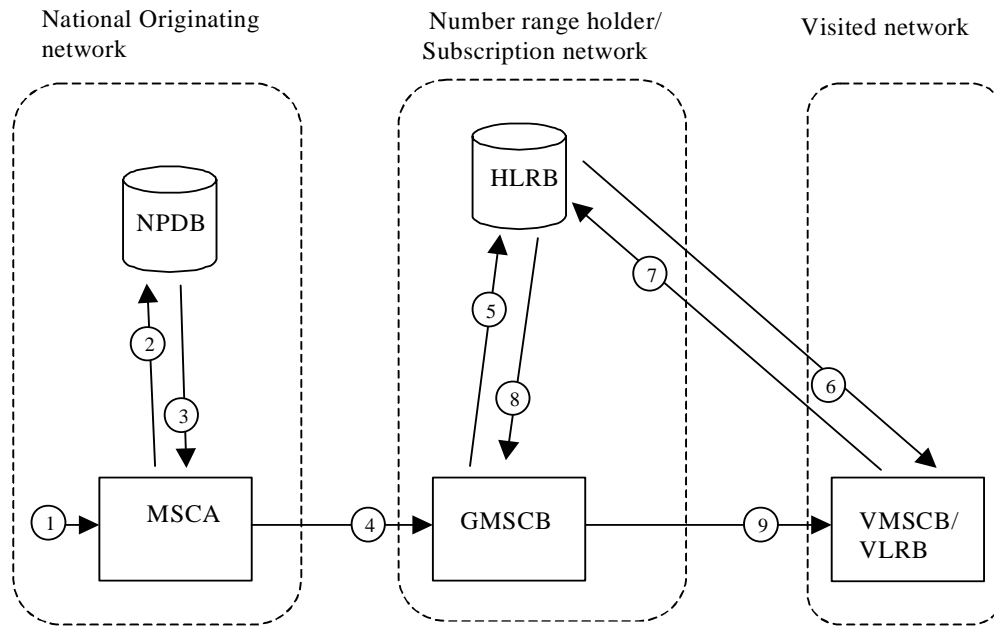 National Originating
network
Number range holder/
Subscription network
Visited network
NPDB
HLRB
2
3
5
8
7
6
1
MSCA
4
GMSCB
9
VMSCB/
VLRB